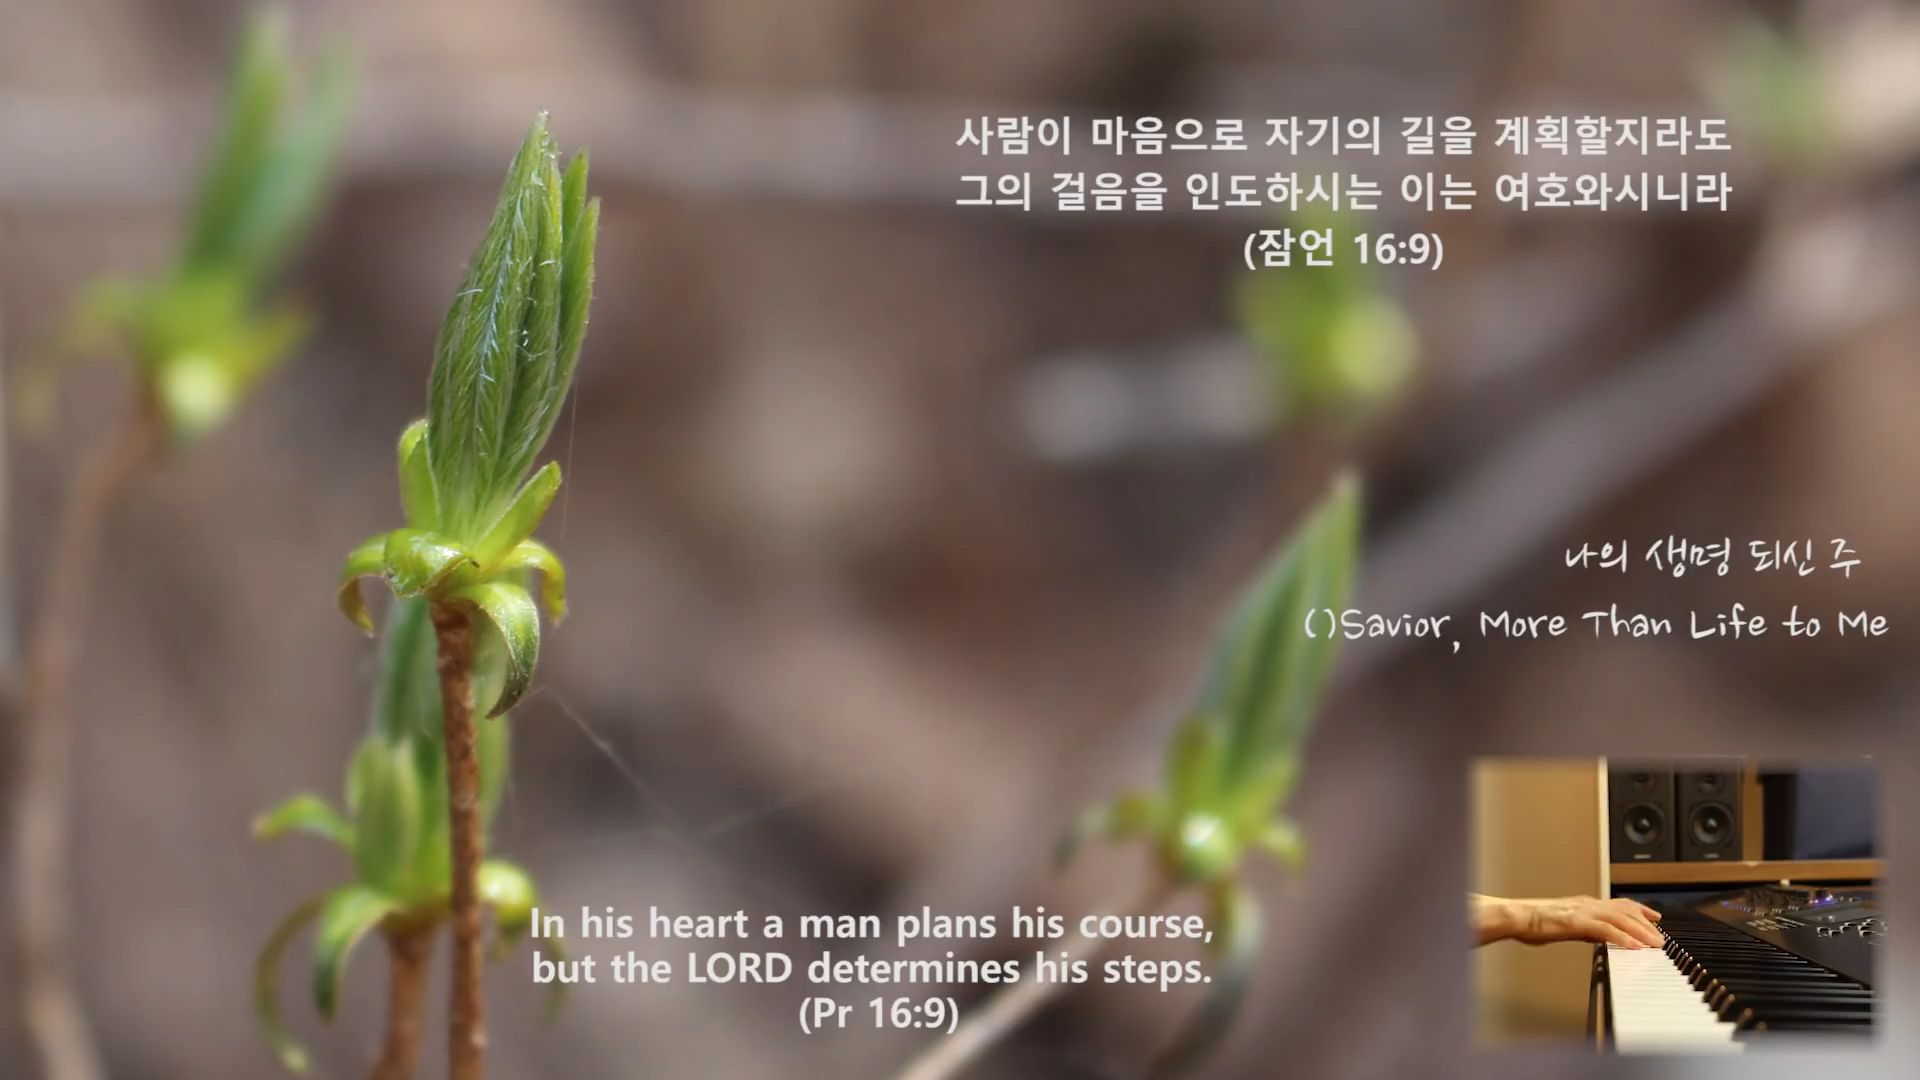 사람이 마음으로 자기의 길을 계획할지라도
그의 걸음을 인도하시는 이는 여호와시니라
(잠언 16:9)
나의 생명 되신 주
()Savior, More Than Life to Me
In his heart a man plans his course,
but the LORD determines his steps.
(Pr 16:9)